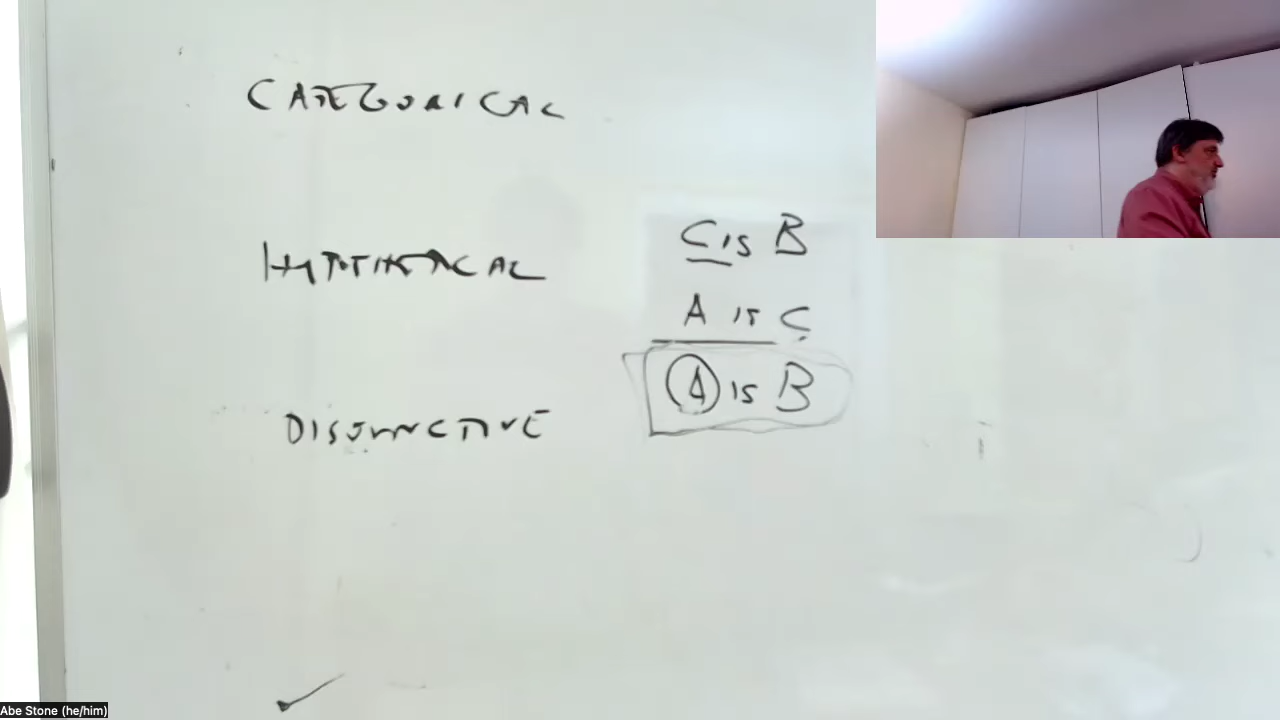 CATEGORICAL
HYPOTHETICAL
C is B
A is C
A is B
DISJUNCTIVE
Abe Stone (he/him)